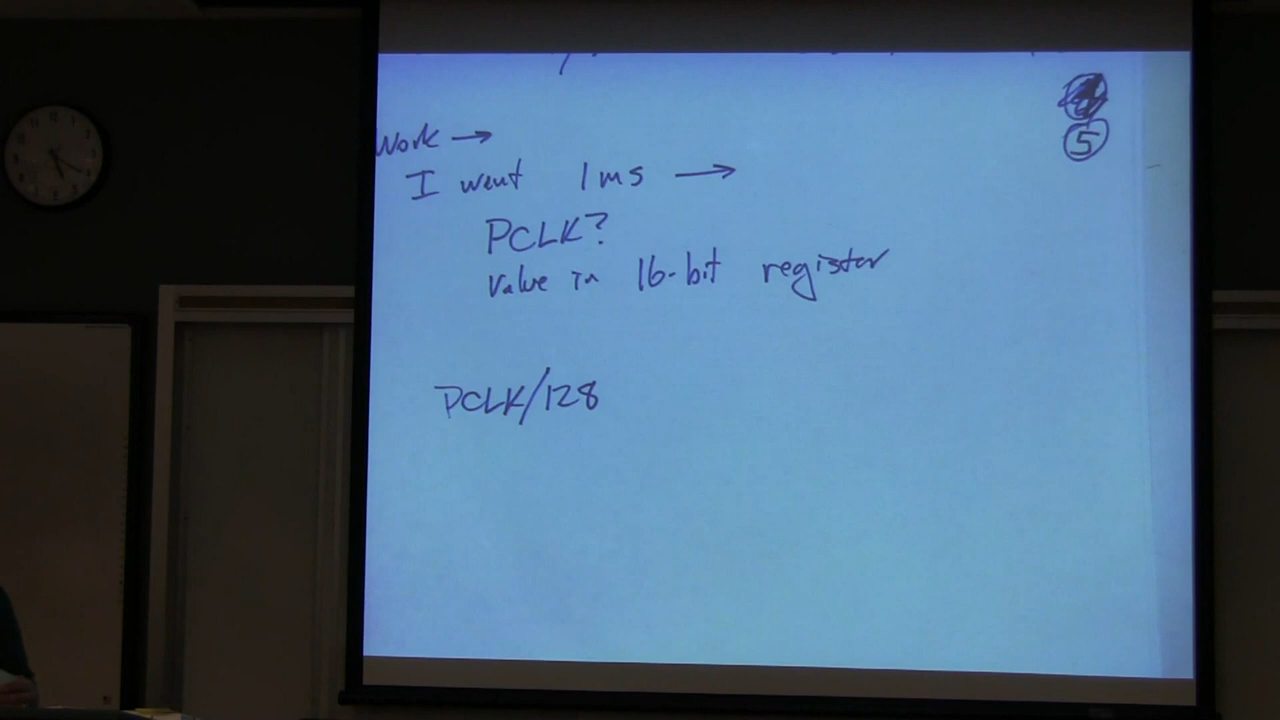 5
Work →
I want 1ms →
PCLK?
Value in 16-bit register
PCLK/128